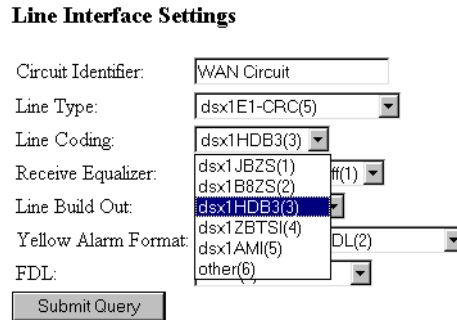 Line Interface Settings
Circuit Identifier: WAN Circuit
Line Type: dsx1E1-CRC(5)
Line Coding: dsx1HDB3(3)
Receive Equalizer: ff(1)
dsx1JBZS(1)
dsx1B8ZS(2)
dsx1HDB3(3)
dsx1ZBTSI(4)
dsx1AMI(5)
other(6)
Line Build Out:
Yellow Alarm Format: DL(2)
FDL:
Submit Query